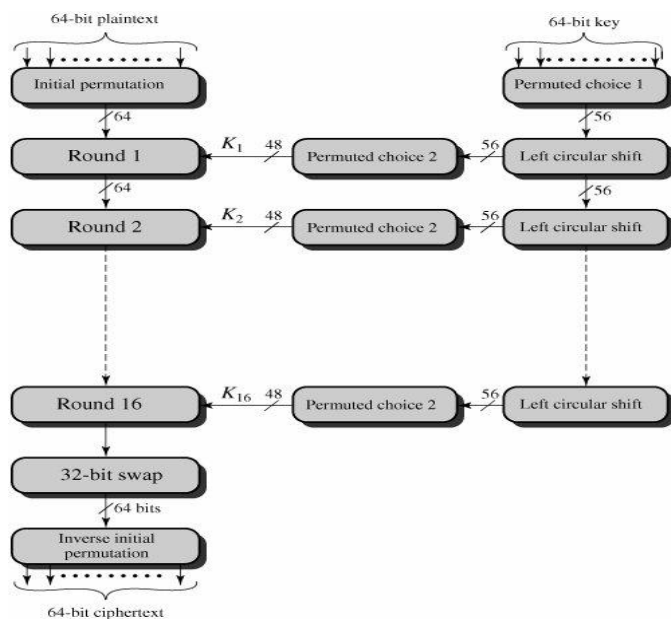 64-bit plaintext
64-bit key
Initial permutation
Permuted choice 1
64
56
Round 1
K1
48
Permuted choice 2
56
Left circular shift
64
56
Round 2
K2
48
Permuted choice 2
56
Left circular shift
Round 16
K16
48
Permuted choice 2
56
Left circular shift
32-bit swap
64 bits
Inverse initial
permutation
64-bit ciphertext